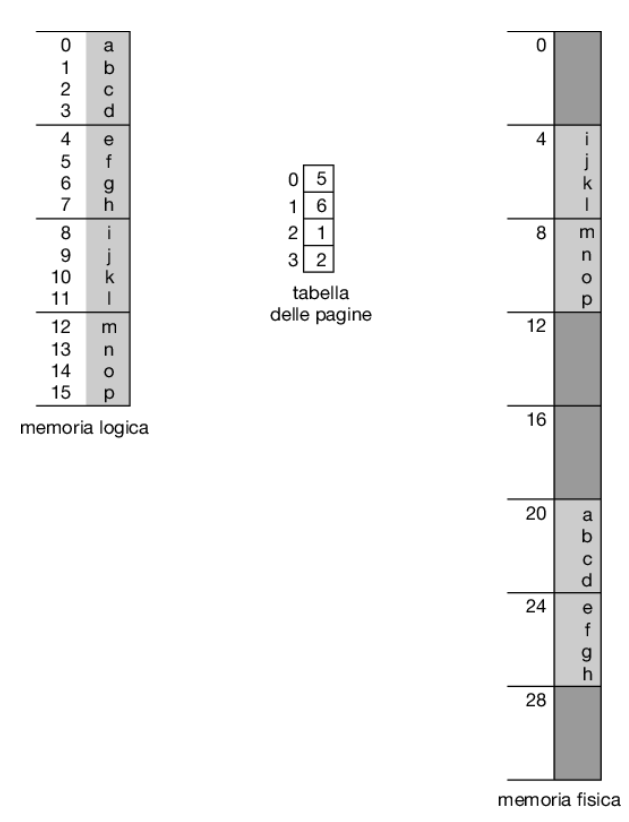 0 a
1 b
2 c
3 d
4 e
5 f
6 g
7 h
8 i
9 j
10 k
11 l
12 m
13 n
14 o
15 p
memoria logica
0 5
1 6
2 1
3 2
tabella
delle pagine
0
4 i
j
k
l
8 m
n
o
p
12
16
20 a
b
c
d
24 e
f
g
h
28
memoria fisica